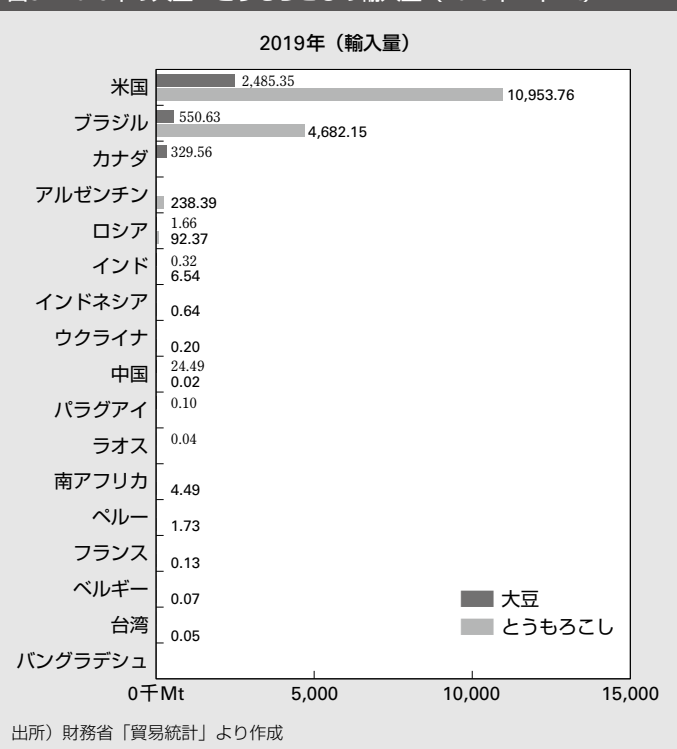 2019年（輸入量）
米国 2,485.35
10,953.76
ブラジル 550.63
4,682.15
カナダ 329.56
アルゼンチン 238.39
ロシア 1.66
92.37
インド 0.32
6.54
インドネシア 0.64
ウクライナ 0.20
中国 24.49
0.02
パラグアイ 0.10
ラオス 0.04
南アフリカ 4.49
ペルー 1.73
フランス 0.13
ベルギー 0.07
台湾 0.05
バングラデシュ
大豆
とうもろこし
0千Mt 5,000 10,000 15,000
出所）財務省「貿易統計」より作成